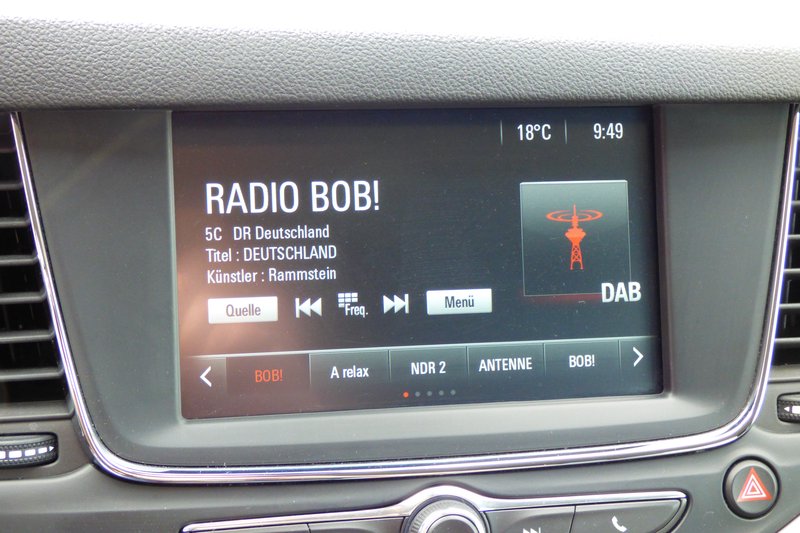 18°C 9:49
RADIO BOB!
5C DR Deutschland
Titel : DEUTSCHLAND
Künstler : Rammstein
DAB
Quelle Freq. Menü
BOB! A relax NDR 2 ANTENNE BOB!